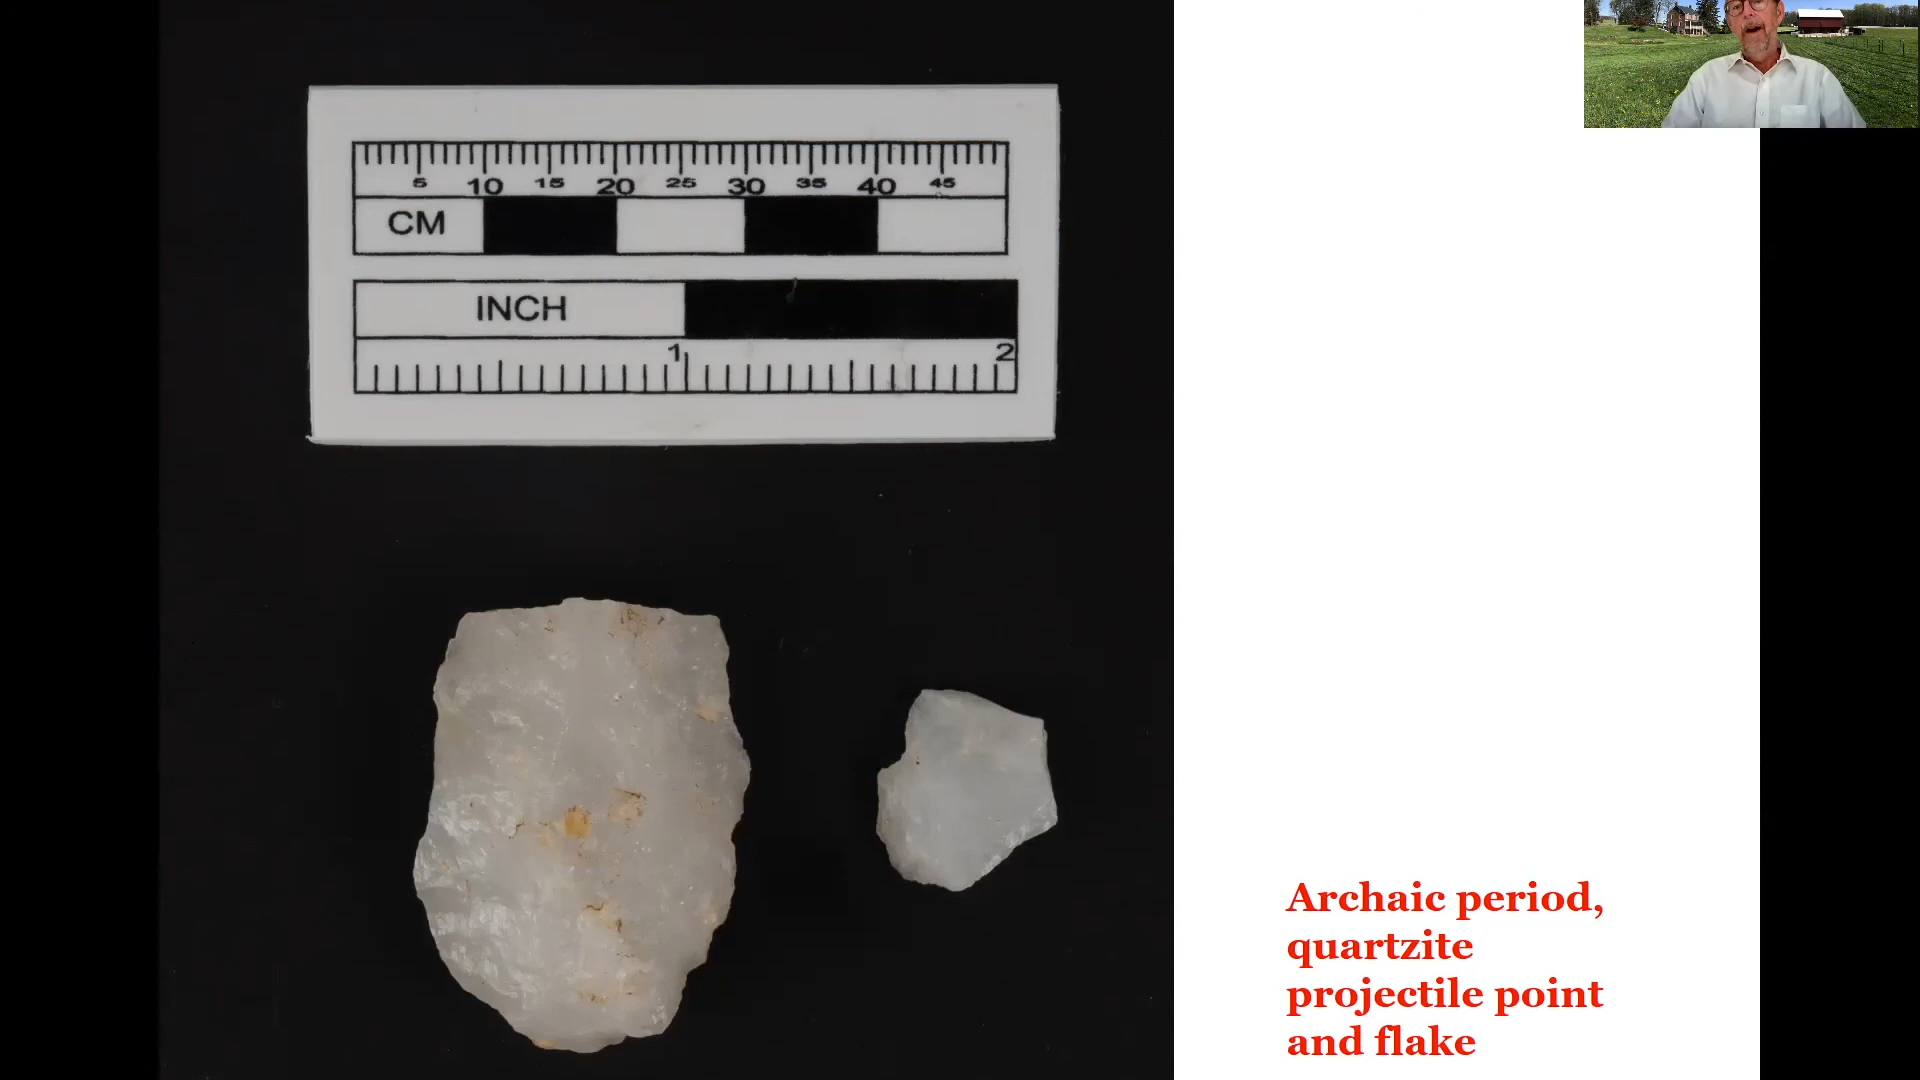 5 10 15 20 25 30 35 40 45
CM
INCH
1 2
Archaic period,
quartzite
projectile point
and flake